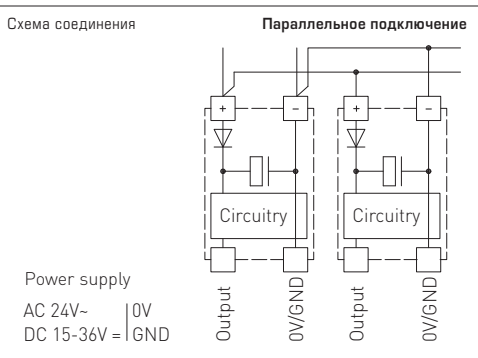 Схема соединения
Параллельное подключение
+ − + −
Circuitry Circuitry
Power supply
AC 24V~ 0V
DC 15-36V = GND
Output 0V/GND Output 0V/GND